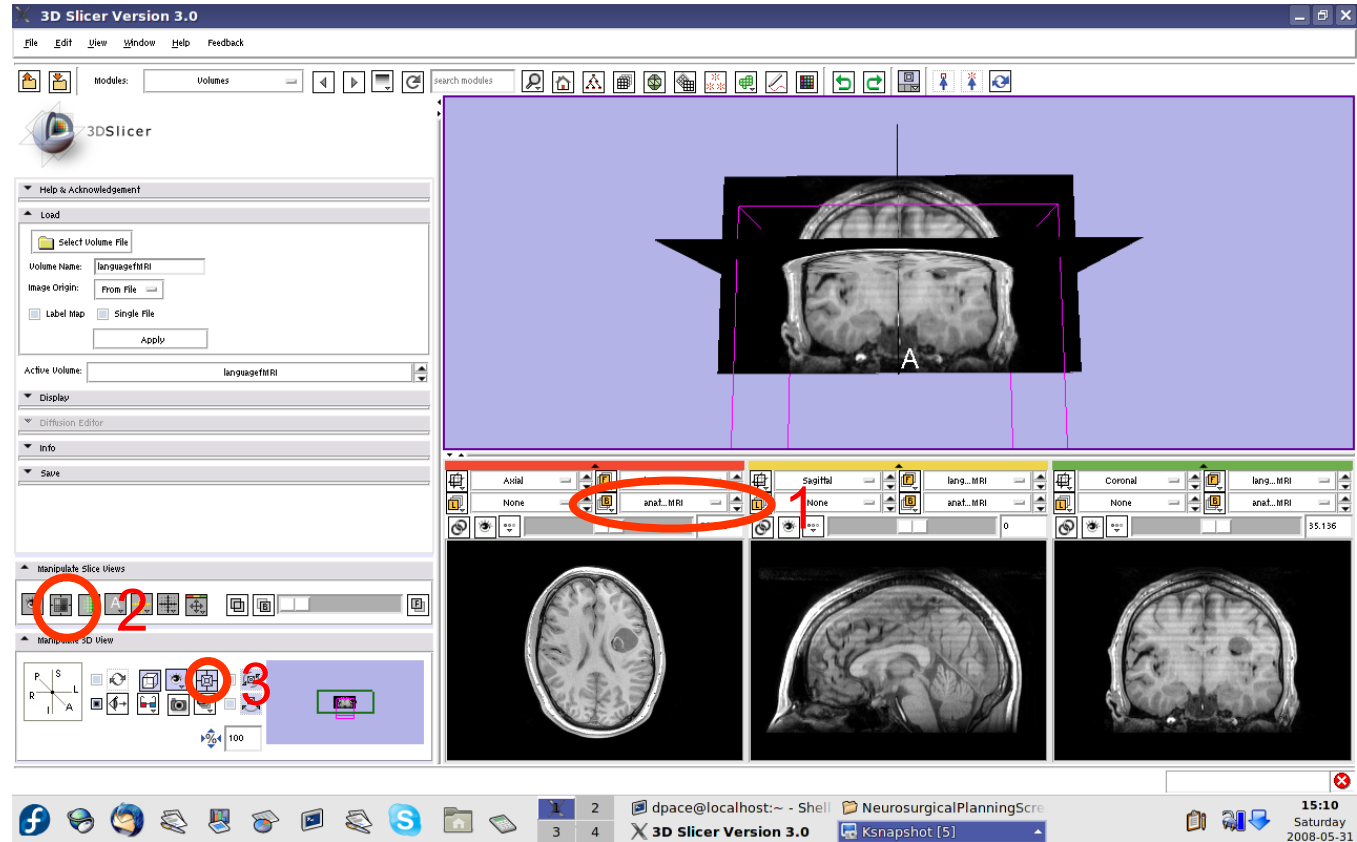 3D Slicer Version 3.0
File Edit View Window Help Feedback
Modules: Volumes search modules
3DSlicer
Help & Acknowledgement
Load
Select Volume File
Volume Name: languagefMRI
Image Origin: From File
Label Map Single File
Apply
Active Volume: languagefMRI
Display
Diffusion Editor
Info
Save
A
Axial F Sagittal F lang...MRI Coronal F lang...MRI
L None B anat...MRI 1 L None B anat...MRI L None B anat...MRI
0 35.136
Manipulate Slice Views
2 A B F
Manipulate 3D View
P S
R L
I A
3
% 100
1 2 dpace@localhost:~ - Shell NeurosurgicalPlanningScre 15:10
3 4 3D Slicer Version 3.0 Ksnapshot [5] Saturday
2008-05-31